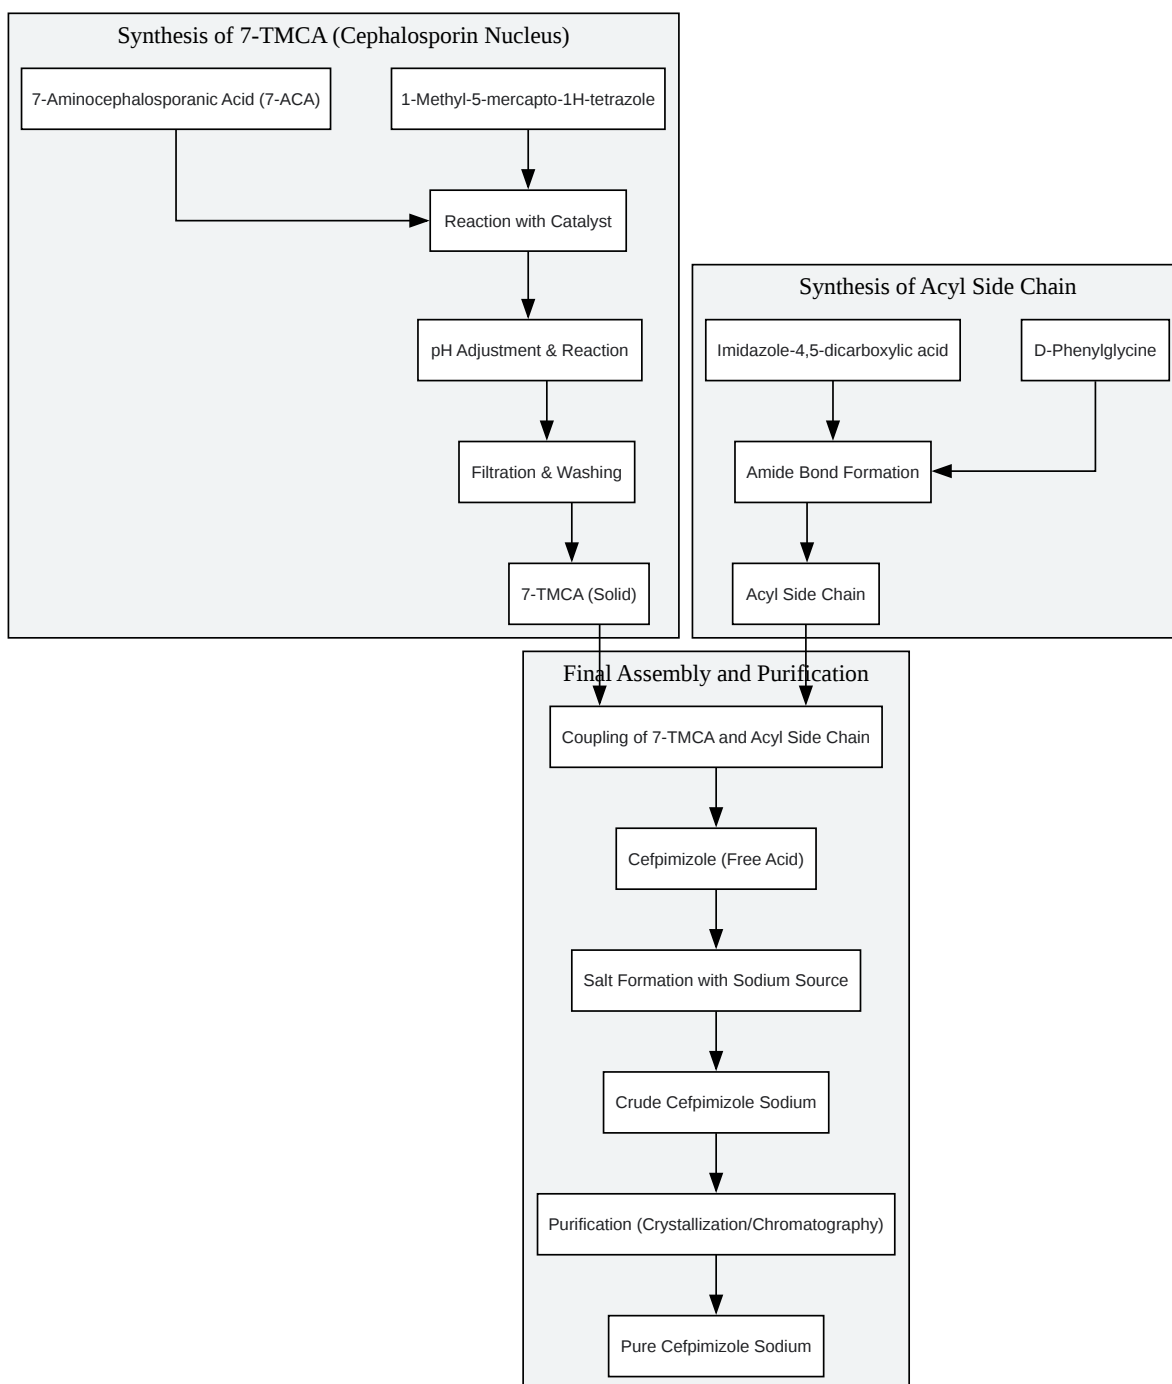 Synthesis of 7-TMCA (Cephalosporin Nucleus)
7-Aminocephalosporanic Acid (7-ACA)
1-Methyl-5-mercapto-1H-tetrazole
Reaction with Catalyst
pH Adjustment & Reaction
Filtration & Washing
7-TMCA (Solid)
Synthesis of Acyl Side Chain
Imidazole-4,5-dicarboxylic acid
D-Phenylglycine
Amide Bond Formation
Acyl Side Chain
Final Assembly and Purification
Coupling of 7-TMCA and Acyl Side Chain
Cefpimizole (Free Acid)
Salt Formation with Sodium Source
Crude Cefpimizole Sodium
Purification (Crystallization/Chromatography)
Pure Cefpimizole Sodium